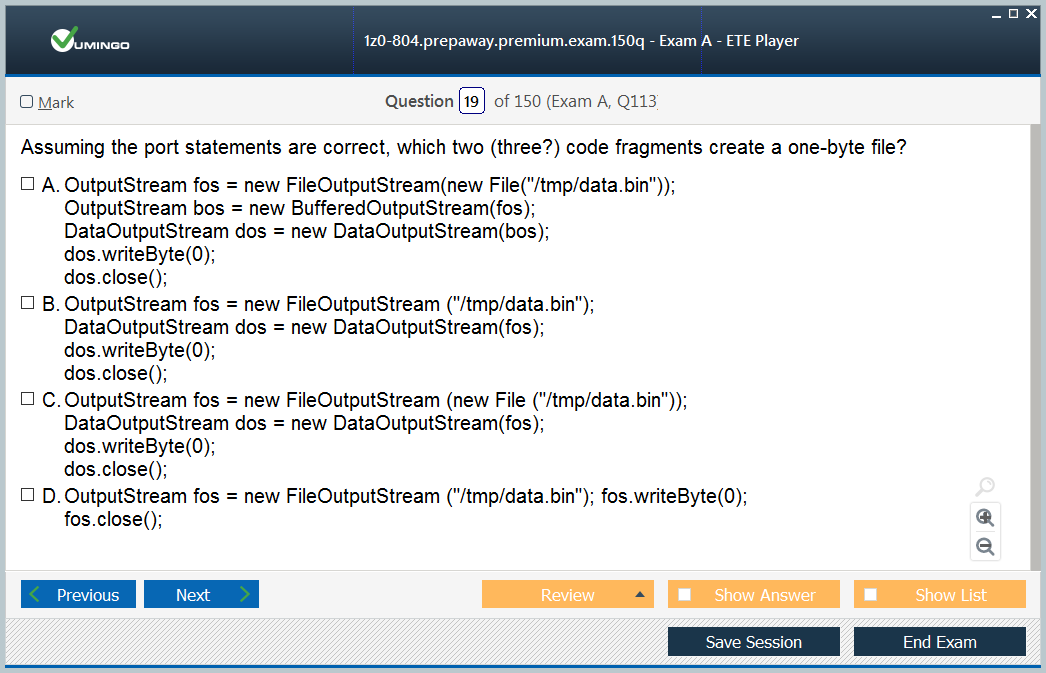 VUMINGO
1z0-804.prepaway.premium.exam.150q - Exam A - ETE Player
Mark
Question 19 of 150 (Exam A, Q113)
Assuming the port statements are correct, which two (three?) code fragments create a one-byte file?
A. OutputStream fos = new FileOutputStream(new File("/tmp/data.bin"));
OutputStream bos = new BufferedOutputStream(fos);
DataOutputStream dos = new DataOutputStream(bos);
dos.writeByte(0);
dos.close();
B. OutputStream fos = new FileOutputStream ("/tmp/data.bin");
DataOutputStream dos = new DataOutputStream(fos);
dos.writeByte(0);
dos.close();
C. OutputStream fos = new FileOutputStream (new File ("/tmp/data.bin"));
DataOutputStream dos = new DataOutputStream(fos);
dos.writeByte(0);
dos.close();
D. OutputStream fos = new FileOutputStream ("/tmp/data.bin"); fos.writeByte(0);
fos.close();
Previous Next Review Show Answer Show List
Save Session End Exam